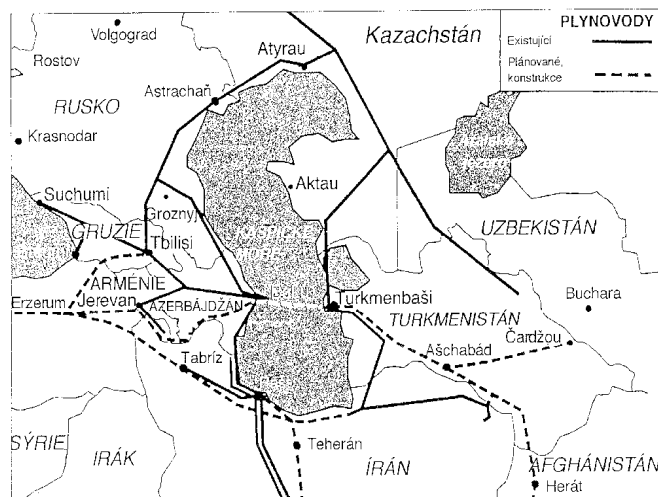 PLYNOVODY
Existující
Plánované,
konstrukce
Volgograd
Kazachstán
Atyrau
Rostov
Astrachaň
RUSKO
Krasnodar
Aktau
Suchumi
Groznyj
GRUZIE
Tbilisi
UZBEKISTÁN
ARMÉNIE
Jerevan
AZERBÁJDŽÁN
Erzerum
Turkmenbaši
Buchara
TURKMENISTÁN
Čardžou
Ašchabád
Tabríz
Teherán
SÝRIE
IRÁK
ÍRÁN
AFGHÁNISTÁN
Herát